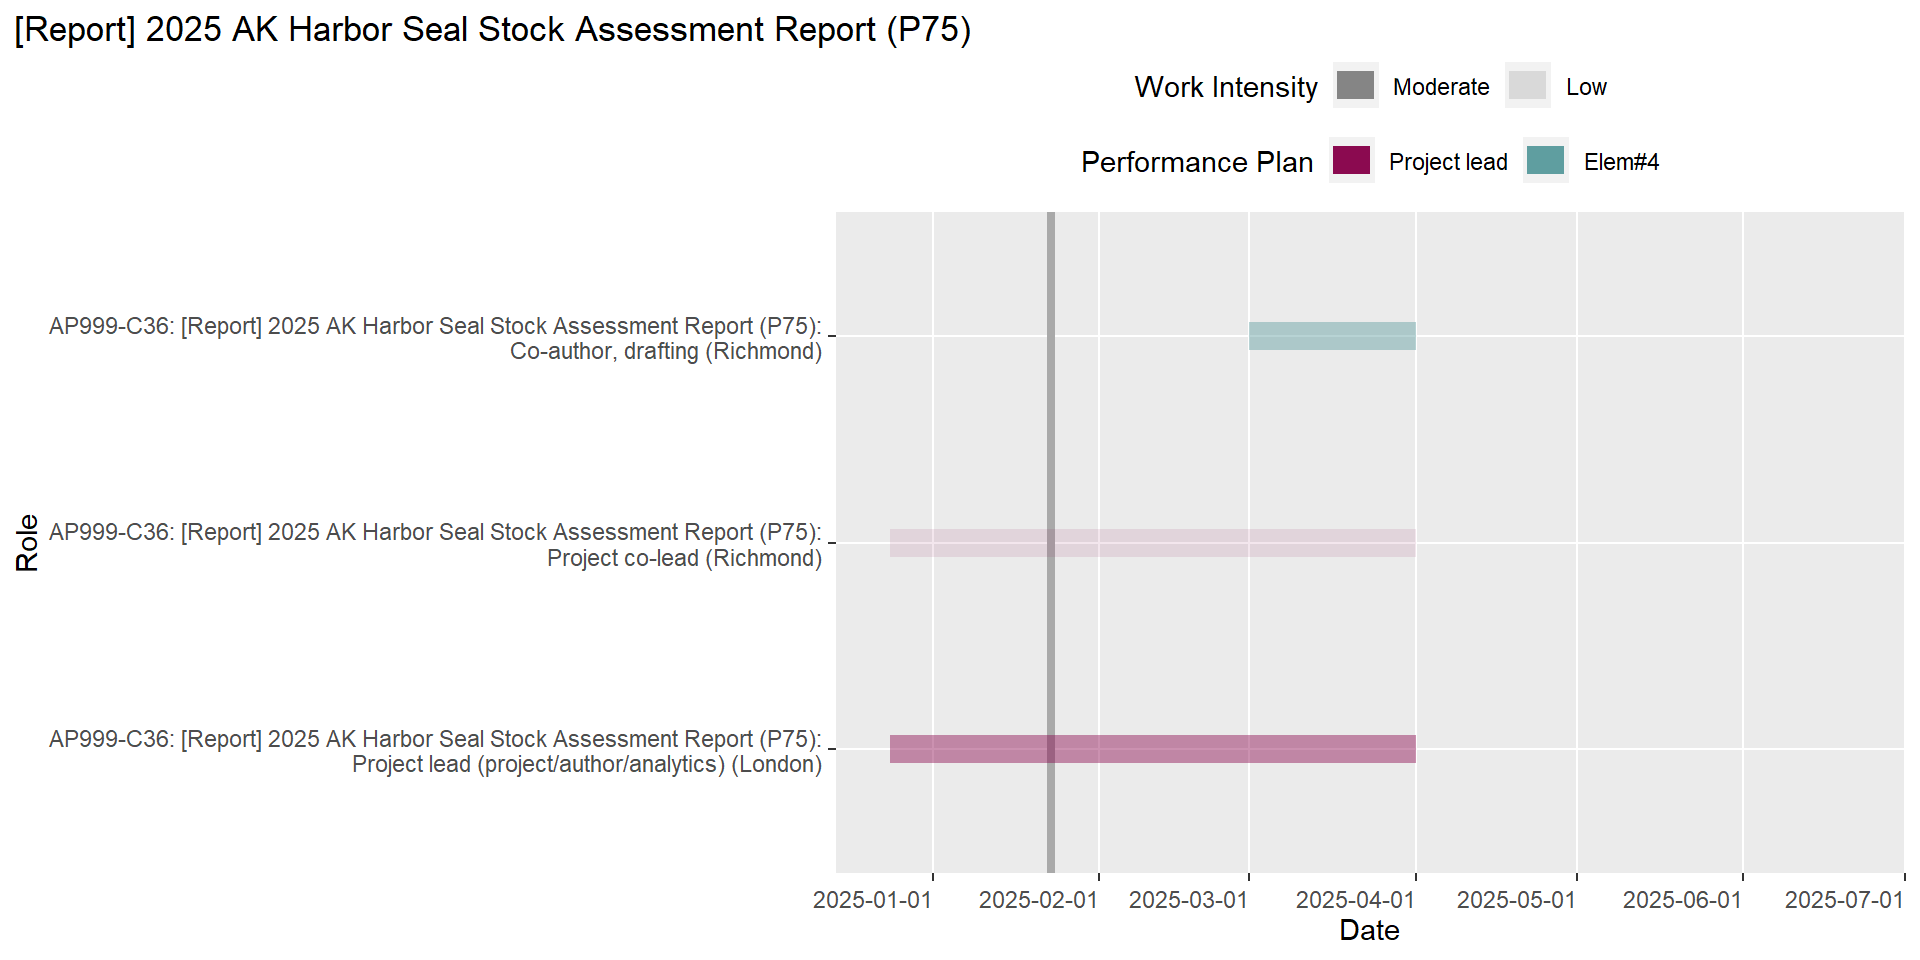 [Report] 2025 AK Harbor Seal Stock Assessment Report (P75)
Work Intensity Moderate Low
Performance Plan Project lead Elem#4
AP999-C36: [Report] 2025 AK Harbor Seal Stock Assessment Report (P75):
Co-author, drafting (Richmond)
Role
AP999-C36: [Report] 2025 AK Harbor Seal Stock Assessment Report (P75):
Project co-lead (Richmond)
AP999-C36: [Report] 2025 AK Harbor Seal Stock Assessment Report (P75):
Project lead (project/author/analytics) (London)
2025-01-01 2025-02-01 2025-03-01 2025-04-01 2025-05-01 2025-06-01 2025-07-01
Date